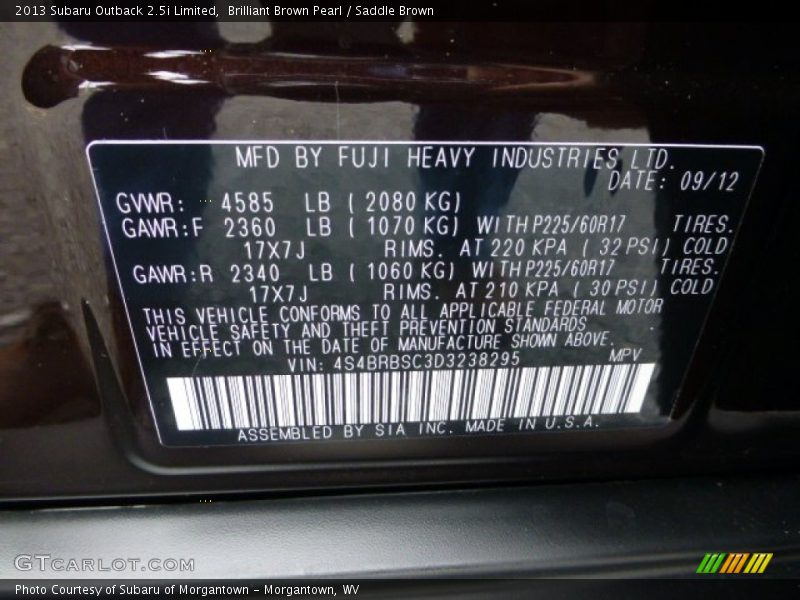 2013 Subaru Outback 2.5i Limited,  Brilliant Brown Pearl / Saddle Brown
MFD BY FUJI HEAVY INDUSTRIES LTD.
DATE: 09/12
GVWR: 4585 LB ( 2080 KG)
GAWR:F 2360 LB ( 1070 KG) WITH P225/60R17 TIRES.
17X7J RIMS. AT 220 KPA ( 32 PSI) COLD
GAWR:R 2340 LB ( 1060 KG) WITH P225/60R17 TIRES.
17X7J RIMS. AT 210 KPA ( 30 PSI) COLD
THIS VEHICLE CONFORMS TO ALL APPLICABLE FEDERAL MOTOR
VEHICLE SAFETY AND THEFT PREVENTION STANDARDS
IN EFFECT ON THE DATE OF MANUFACTURE SHOWN ABOVE.
VIN: 4S4BRBSC3D3238295 MPV
ASSEMBLED BY SIA INC. MADE IN U.S.A.
GTCARLOT.COM
Photo Courtesy of Subaru of Morgantown - Morgantown, WV